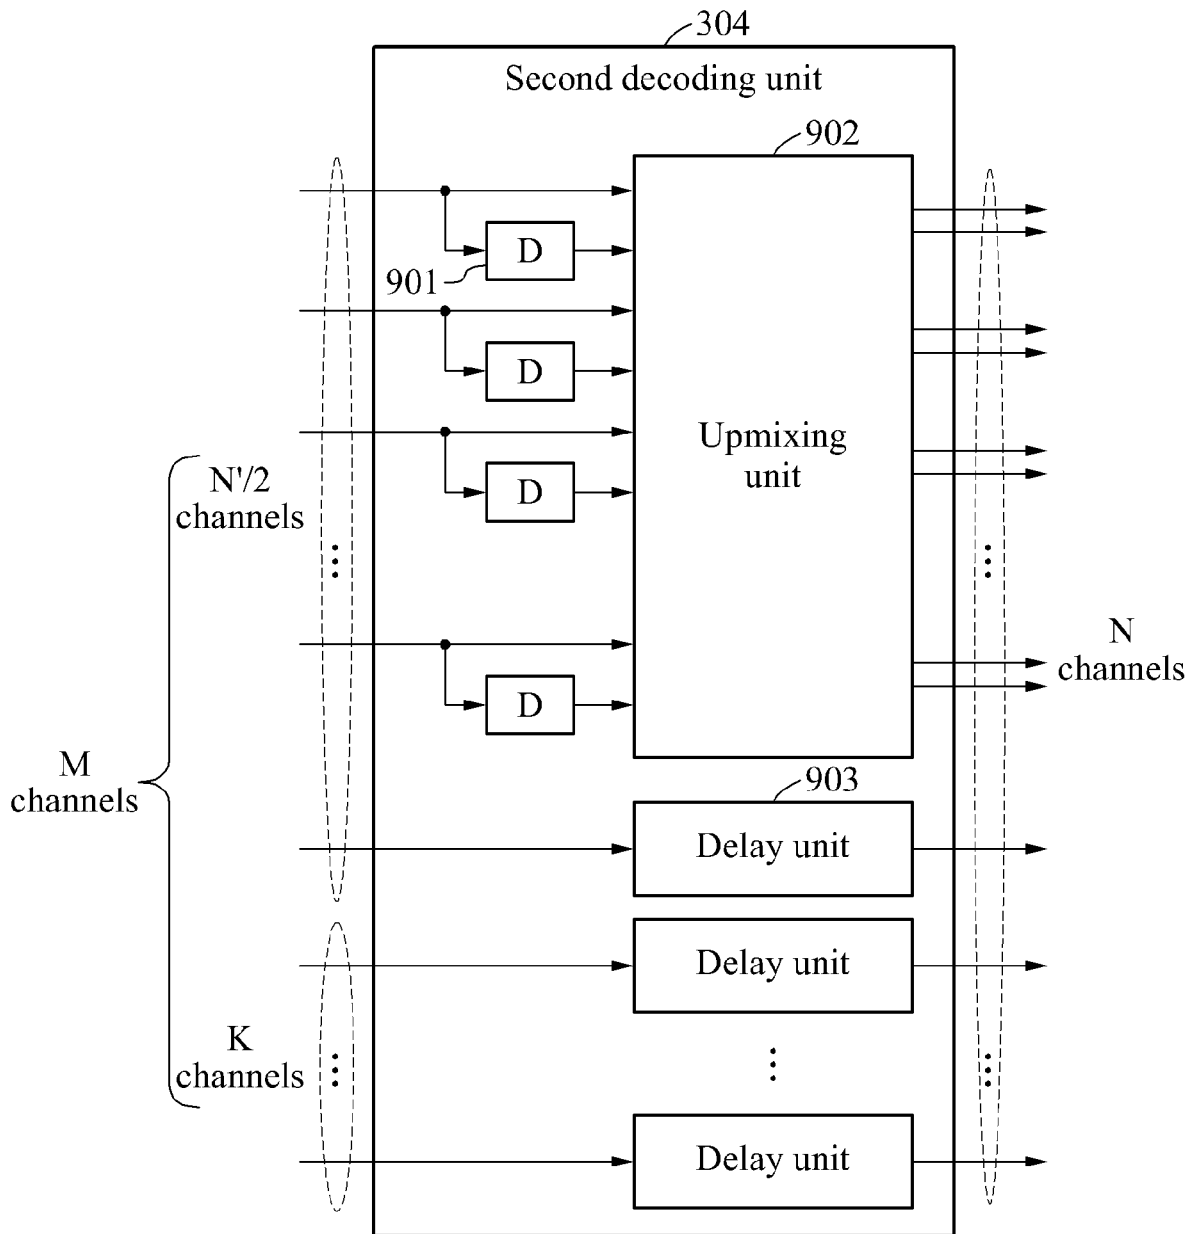 304
Second decoding unit
902
D
901
D
D
D
Upmixing
unit
N'/2
channels
M
channels
K
channels
N
channels
903
Delay unit
Delay unit
Delay unit